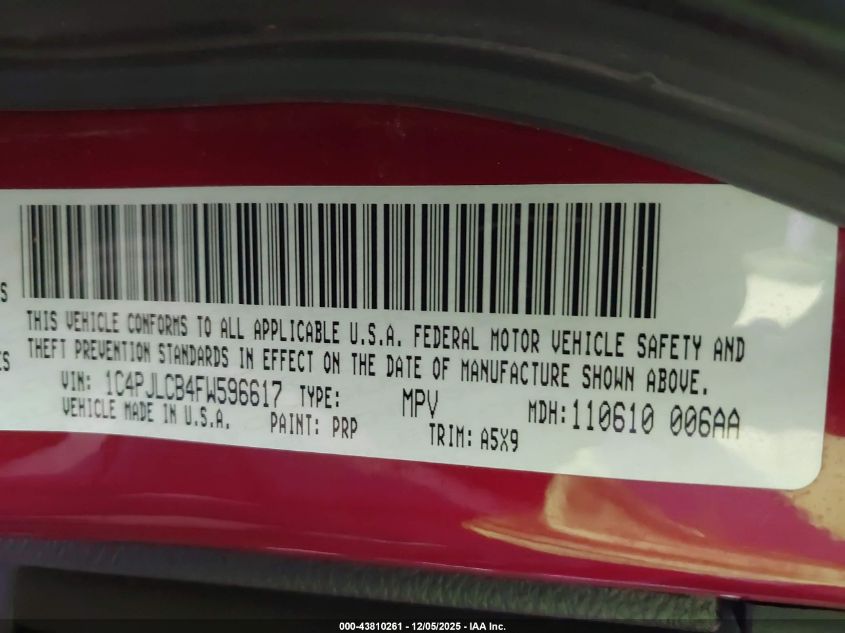 S
THIS VEHICLE CONFORMS TO ALL APPLICABLE U.S.A. FEDERAL MOTOR VEHICLE SAFETY AND
ES
THEFT PREVENTION STANDARDS IN EFFECT ON THE DATE OF MANUFACTURE SHOWN ABOVE.
VIN: 1C4PJLCB4FW596617 TYPE: MPV MDH:110610 006AA
VEHICLE MADE IN U.S.A. PAINT: PRP TRIM: A5X9
000-43810261 - 12/05/2025 - IAA Inc.